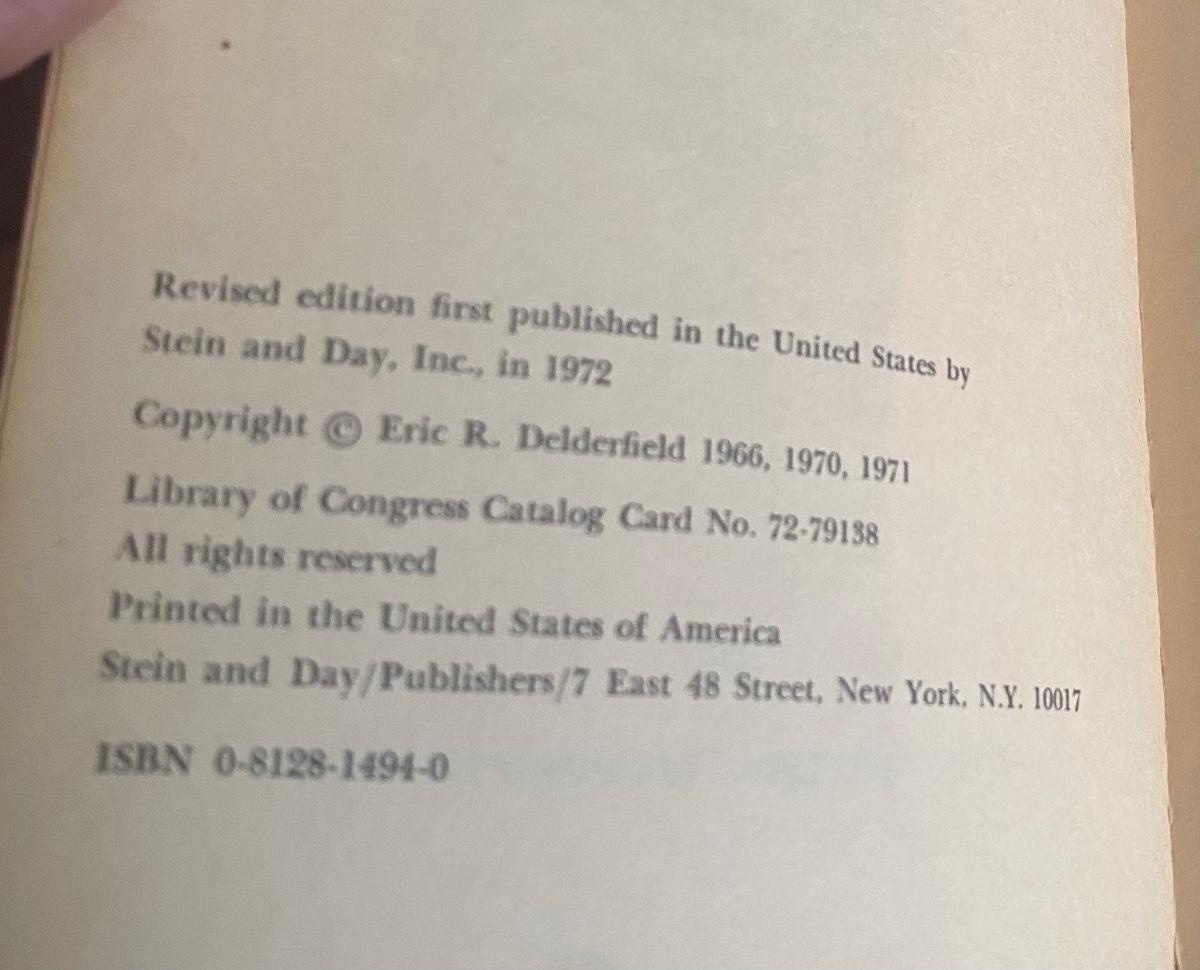 Revised edition first published in the United States by
Stein and Day, Inc., in 1972
Copyright © Eric R. Delderfield 1966, 1970, 1971
Library of Congress Catalog Card No. 72-79138
All rights reserved
Printed in the United States of America
Stein and Day/Publishers/7 East 48 Street, New York, N.Y. 10017
ISBN 0-8128-1494-0